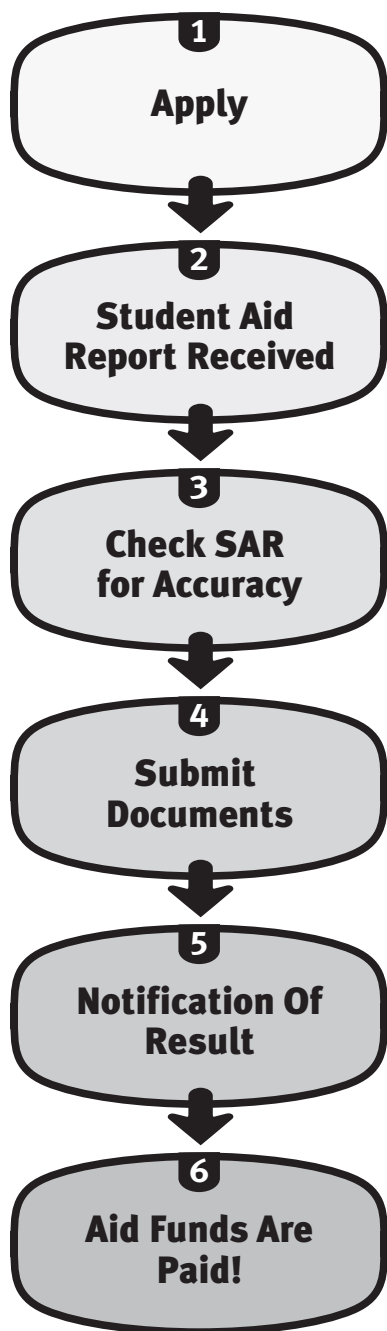 1
Apply
2
Student Aid
Report Received
3
Check SAR
for Accuracy
4
Submit
Documents
5
Notification Of
Result
6
Aid Funds Are
Paid!